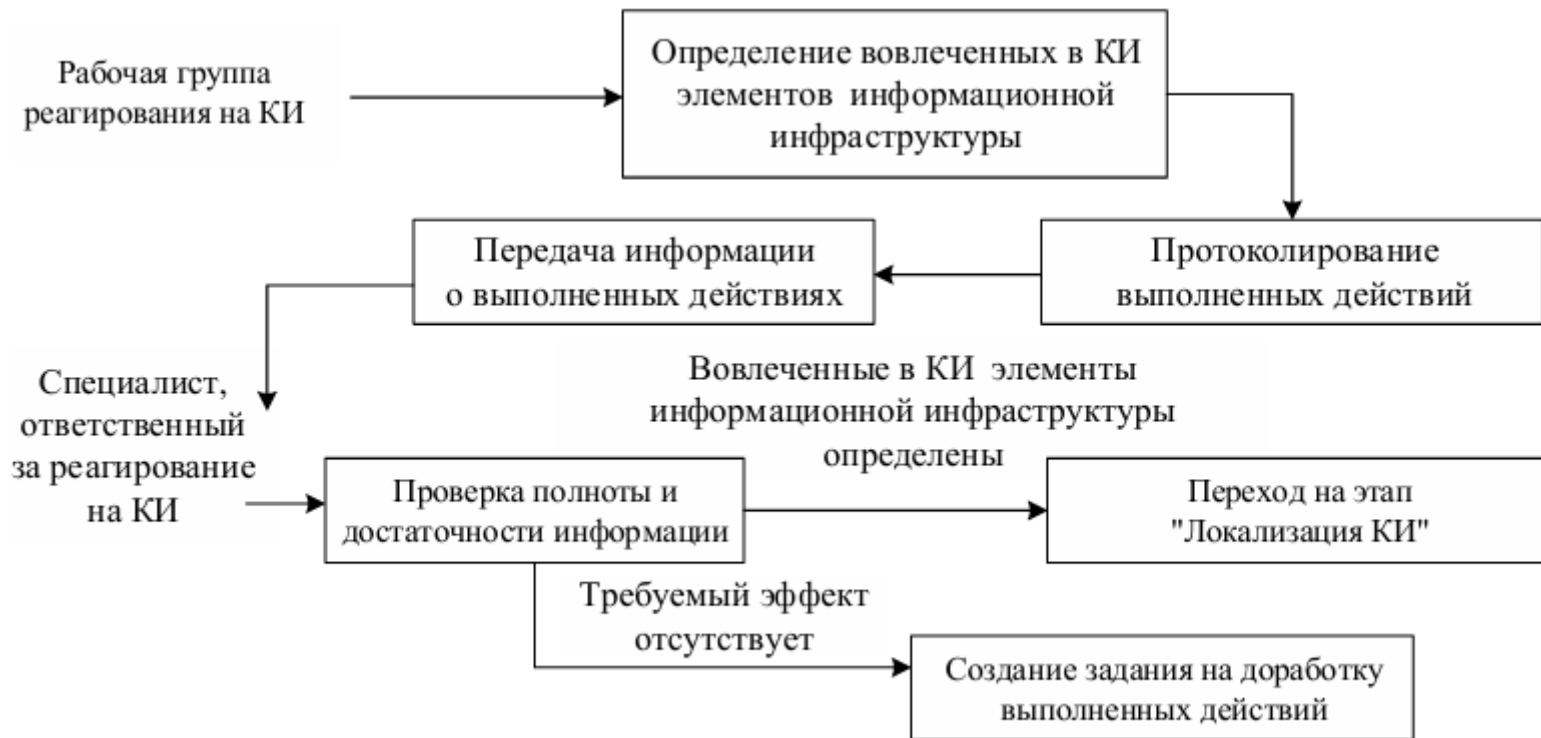 Рабочая группа
реагирования на КИ
Определение вовлеченных в КИ
элементов информационной
инфраструктуры
Передача информации
о выполненных действиях
Протоколирование
выполненных действий
Специалист,
ответственный
за реагирование
на КИ
Вовлеченные в КИ элементы
информационной инфраструктуры
определены
Проверка полноты и
достаточности информации
Переход на этап
"Локализация КИ"
Требуемый эффект
отсутствует
Создание задания на доработку
выполненных действий